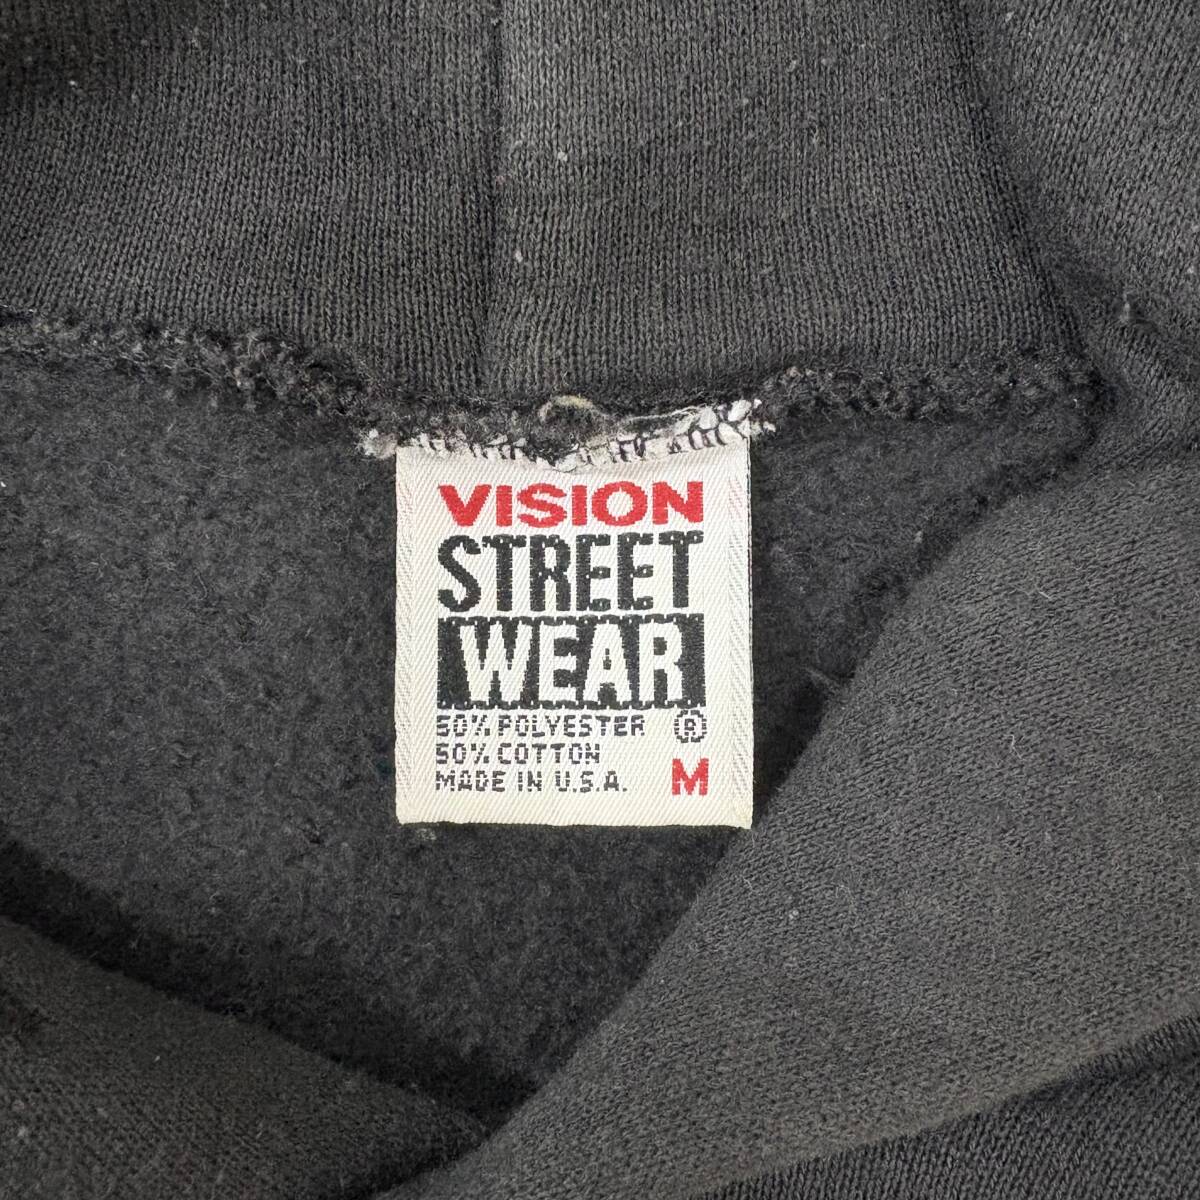 VISION
STREET
WEAR
50% POLYESTER ®
50% COTTON
MADE IN U.S.A. M